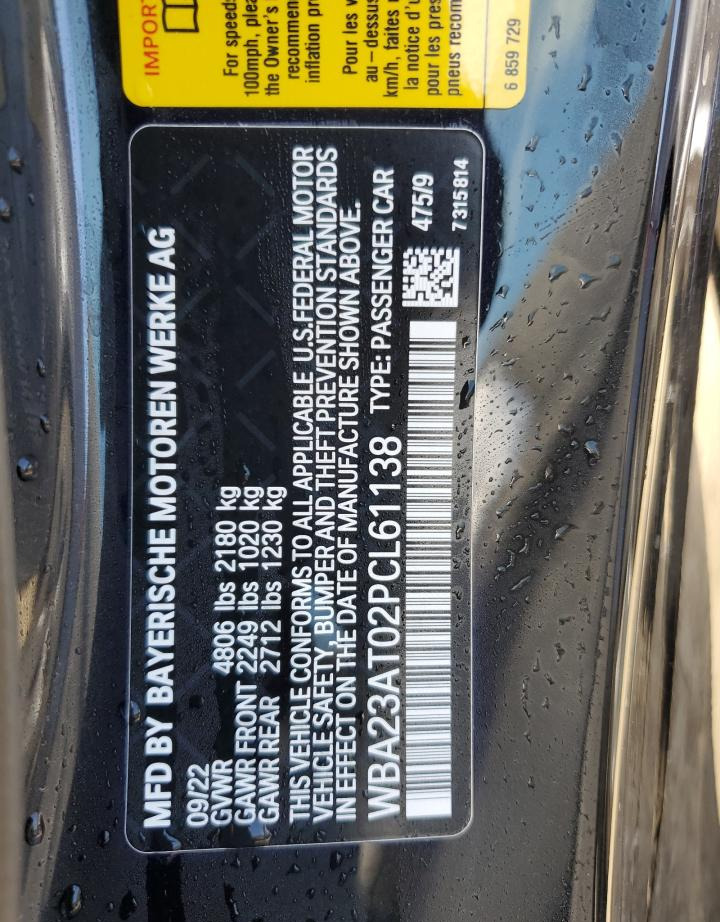 MFD BY BAYERISCHE MOTOREN WERKE AG
09/22
GVWR 4806 lbs 2180 kg
GAWR FRONT 2249 lbs 1020 kg
GAWR REAR 2712 lbs 1230 kg
THIS VEHICLE CONFORMS TO ALL APPLICABLE U.S.FEDERAL MOTOR
VEHICLE SAFETY, BUMPER AND THEFT PREVENTION STANDARDS
IN EFFECT ON THE DATE OF MANUFACTURE SHOWN ABOVE.
WBA23AT02PCL61138 TYPE: PASSENGER CAR
475/9
7315814
IMPORT
For speeds
100mph, plea
the Owner's
recommen
inflation pr
Pour les v
au-dessus
km/h, faites
la notice d'u
pour les pres
pneus recom
6 859 729